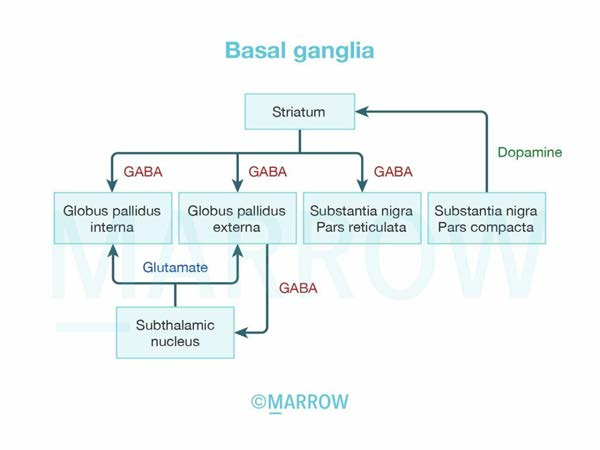 Basal ganglia
Striatum
Dopamine
GABA
GABA
GABA
Globus pallidus
interna
Globus pallidus
externa
Substantia nigra
Pars reticulata
Substantia nigra
Pars compacta
Glutamate
GABA
Subthalamic
nucleus
MARROW
©MARROW